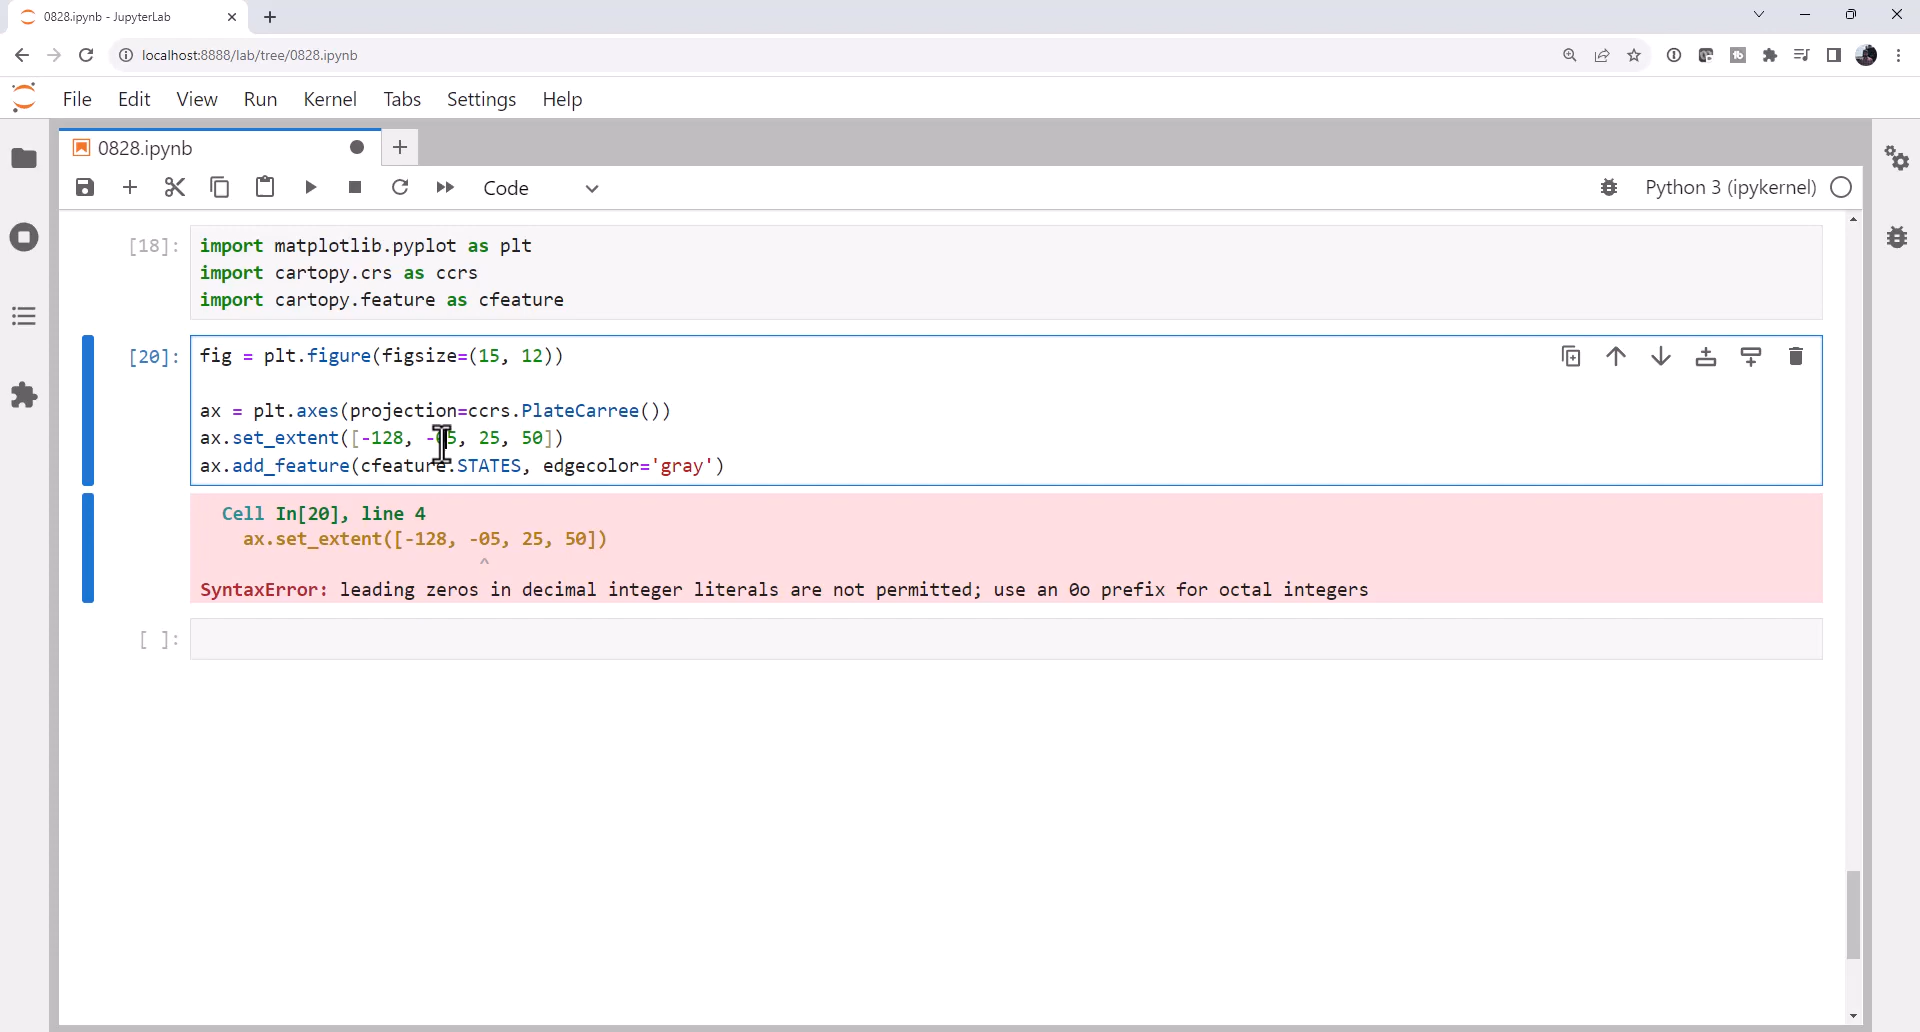 0828.ipynb - JupyterLab
localhost:8888/lab/tree/0828.ipynb
File Edit View Run Kernel Tabs Settings Help
0828.ipynb
Code
Python 3 (ipykernel)
[18]:
import matplotlib.pyplot as plt
import cartopy.crs as ccrs
import cartopy.feature as cfeature
[20]:
fig = plt.figure(figsize=(15, 12))
ax = plt.axes(projection=ccrs.PlateCarree())
ax.set_extent([-128, -05, 25, 50])
ax.add_feature(cfeature.STATES, edgecolor='gray')
Cell In[20], line 4
ax.set_extent([-128, -05, 25, 50])
^
SyntaxError: leading zeros in decimal integer literals are not permitted; use an 0o prefix for octal integers
[ ]: